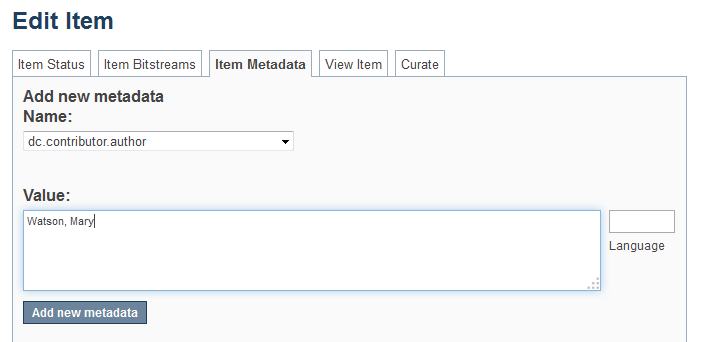 Edit Item
Item Status Item Bitstreams Item Metadata View Item Curate
Add new metadata
Name:
dc.contributor.author
Value:
Watson, Mary
Language
Add new metadata